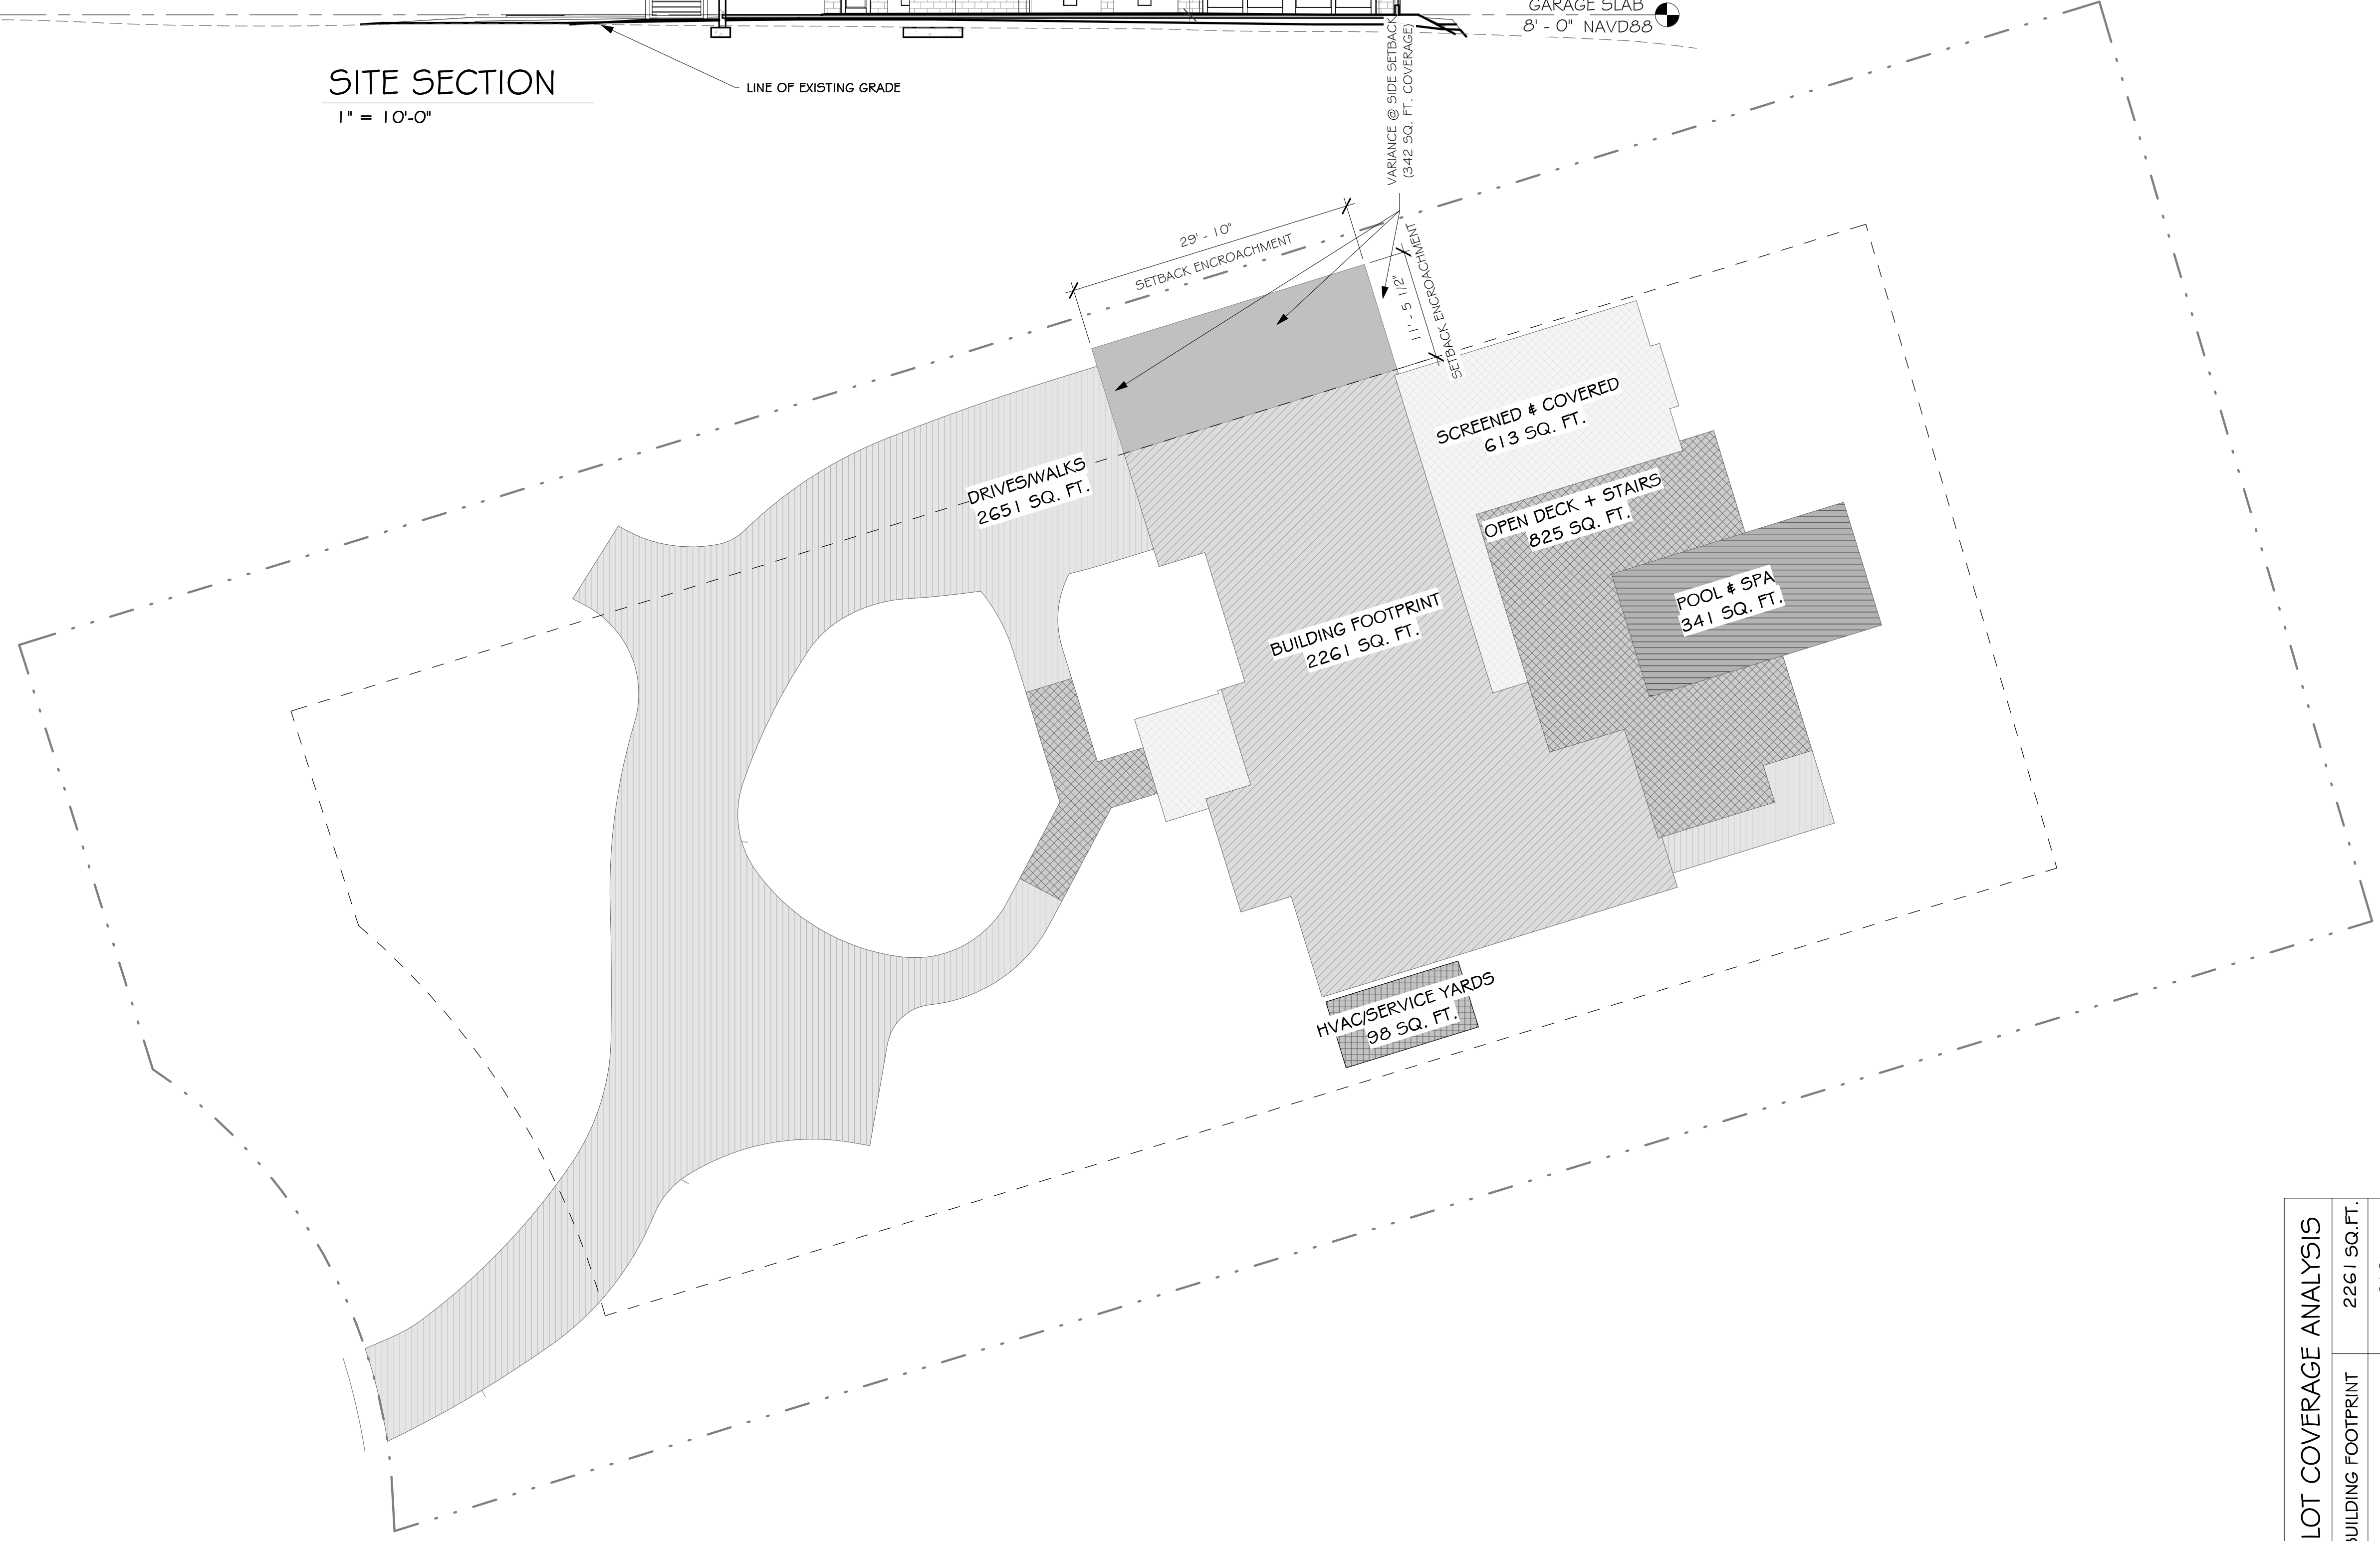 GARAGE SLAB
8' - 0" NAVD88
SITE SECTION
1" = 10'-0"
LINE OF EXISTING GRADE
VARIANCE @ SIDE SETBACK
(342 SQ. FT. COVERAGE)
29' - 10"
SETBACK ENCROACHMENT
11' - 5 1/2"
SETBACK ENCROACHMENT
SCREENED & COVERED
613 SQ. FT.
DRIVES/WALKS
2651 SQ. FT.
OPEN DECK + STAIRS
825 SQ. FT.
POOL & SPA
341 SQ. FT.
BUILDING FOOTPRINT
2261 SQ. FT.
HVAC/SERVICE YARDS
98 SQ. FT.
LOT COVERAGE ANALYSIS
BUILDING FOOTPRINT
2261 SQ.FT.